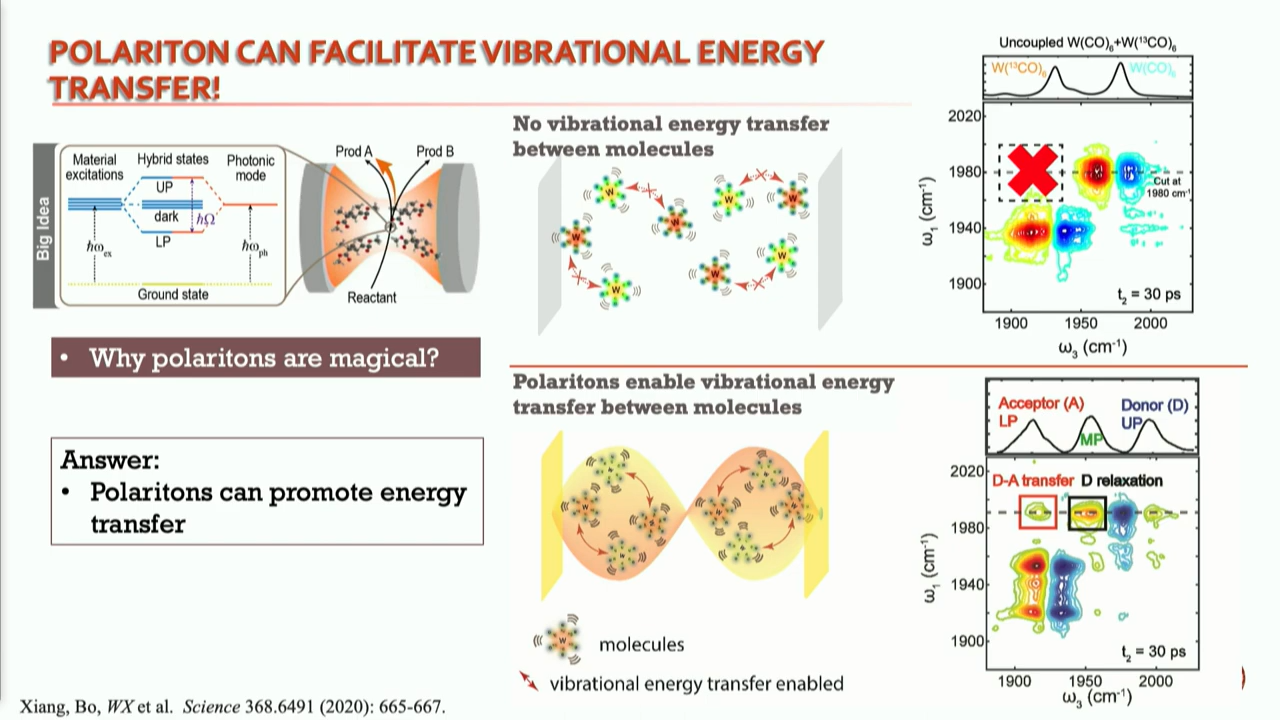 POLARITON CAN FACILITATE VIBRATIONAL ENERGY
TRANSFER!
Big Idea
Material
excitations
Hybrid states
Photonic
mode
UP
dark
LP
ħΩ
ħω_ex
ħω_ph
Ground state
Prod A
Prod B
Reactant
• Why polaritons are magical?
Answer:
• Polaritons can promote energy
transfer
Xiang, Bo, WX et al. Science 368.6491 (2020): 665-667.
No vibrational energy transfer
between molecules
W
W
W
W
W
W
W
W
Polaritons enable vibrational energy
transfer between molecules
W
molecules
vibrational energy transfer enabled
Uncoupled W(CO)₆+W(¹³CO)₆
W(¹³CO)₆
W(CO)₆
2020
1980
1940
1900
ω₁ (cm⁻¹)
Cut at
1980 cm⁻¹
t₂ = 30 ps
1900 1950 2000
ω₃ (cm⁻¹)
Acceptor (A)
LP
MP
Donor (D)
UP
2020
D-A transfer D relaxation
1980
1940
1900
ω₁ (cm⁻¹)
t₂ = 30 ps
1900 1950 2000
ω₃ (cm⁻¹)